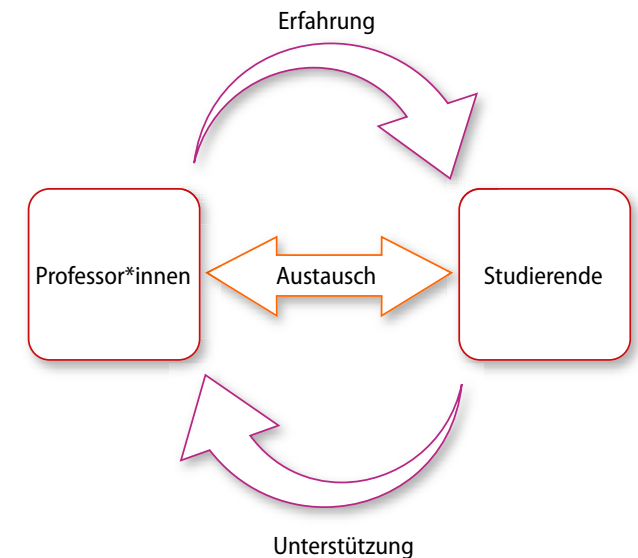 Erfahrung
Professor*innen
Austausch
Studierende
Unterstützung